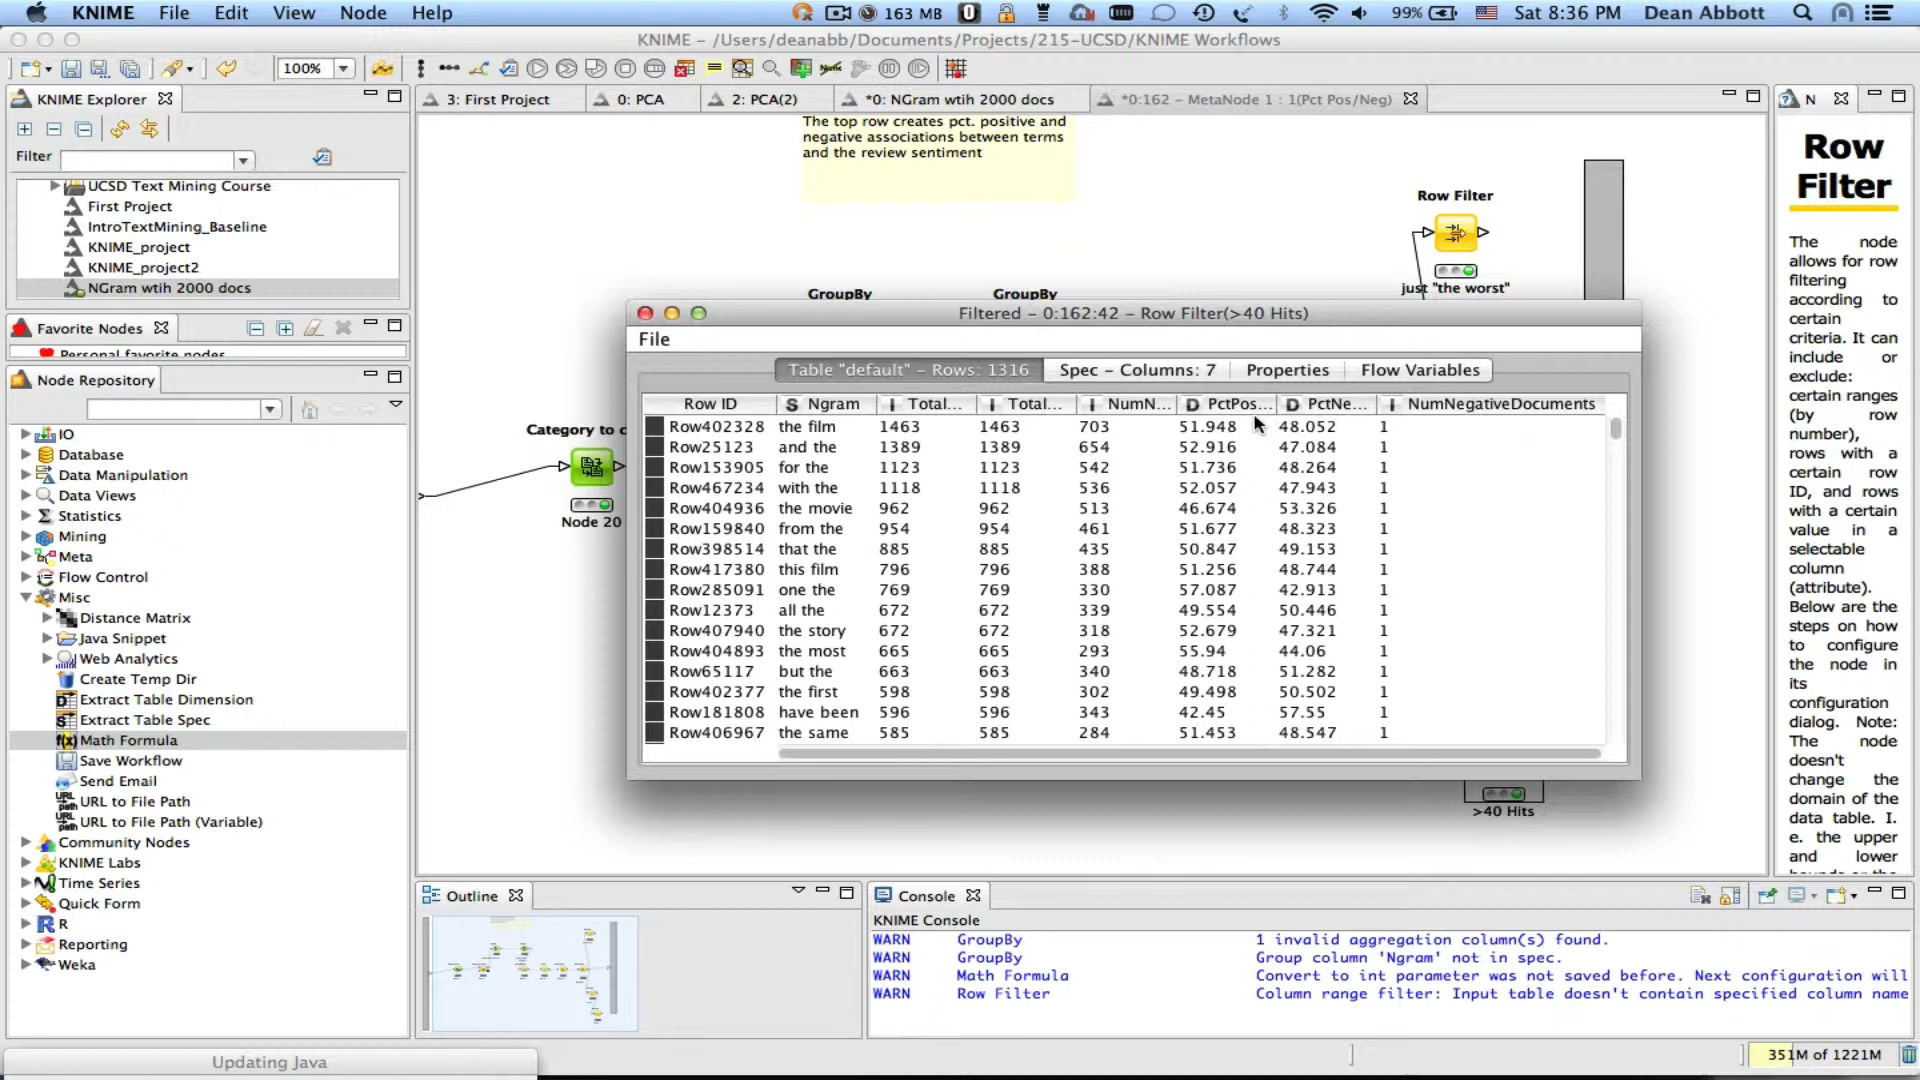 KNIME File Edit View Node Help 163 MB 99% Sat 8:36 PM Dean Abbott
KNIME – /Users/deanabb/Documents/Projects/215-UCSD/KNIME Workflows
100%
KNIME Explorer
Filter
UCSD Text Mining Course
First Project
IntroTextMining_Baseline
KNIME_project
KNIME_project2
NGram wtih 2000 docs
Favorite Nodes
Personal favorite nodes
Node Repository
IO
Database
Data Manipulation
Data Views
Statistics
Mining
Meta
Flow Control
Misc
Distance Matrix
Java Snippet
Web Analytics
Create Temp Dir
Extract Table Dimension
Extract Table Spec
Math Formula
Save Workflow
Send Email
URL to File Path
URL to File Path (Variable)
Community Nodes
KNIME Labs
Time Series
Quick Form
R
Reporting
Weka
Updating Java
3: First Project 0: PCA 2: PCA(2) *0: NGram wtih 2000 docs *0:162 – MetaNode 1 : 1(Pct Pos/Neg)
The top row creates pct. positive and
negative associations between terms
and the review sentiment
Row Filter
just "the worst"
GroupBy GroupBy
Category to c
Node 20
>40 Hits
Filtered – 0:162:42 – Row Filter(>40 Hits)
File
Table "default" – Rows: 1316 Spec – Columns: 7 Properties Flow Variables
Row ID S Ngram I Total... I Total... I NumN... D PctPos... D PctNe... I NumNegativeDocuments
Row402328 the film 1463 1463 703 51.948 48.052 1
Row25123 and the 1389 1389 654 52.916 47.084 1
Row153905 for the 1123 1123 542 51.736 48.264 1
Row467234 with the 1118 1118 536 52.057 47.943 1
Row404936 the movie 962 962 513 46.674 53.326 1
Row159840 from the 954 954 461 51.677 48.323 1
Row398514 that the 885 885 435 50.847 49.153 1
Row417380 this film 796 796 388 51.256 48.744 1
Row285091 one the 769 769 330 57.087 42.913 1
Row12373 all the 672 672 339 49.554 50.446 1
Row407940 the story 672 672 318 52.679 47.321 1
Row404893 the most 665 665 293 55.94 44.06 1
Row65117 but the 663 663 340 48.718 51.282 1
Row402377 the first 598 598 302 49.498 50.502 1
Row181808 have been 596 596 343 42.45 57.55 1
Row406967 the same 585 585 284 51.453 48.547 1
N
Row
Filter
The node
allows for row
filtering
according to
certain
criteria. It can
include or
exclude:
certain ranges
(by row
number),
rows with a
certain row
ID, and rows
with a certain
value in a
selectable
column
(attribute).
Below are the
steps on how
to configure
the node in
its
configuration
dialog. Note:
The node
doesn't
change the
domain of the
data table. I.
e. the upper
and lower
Outline
Console
KNIME Console
WARN GroupBy 1 invalid aggregation column(s) found.
WARN GroupBy Group column 'Ngram' not in spec.
WARN Math Formula Convert to int parameter was not saved before. Next configuration will
WARN Row Filter Column range filter: Input table doesn't contain specified column name
351M of 1221M